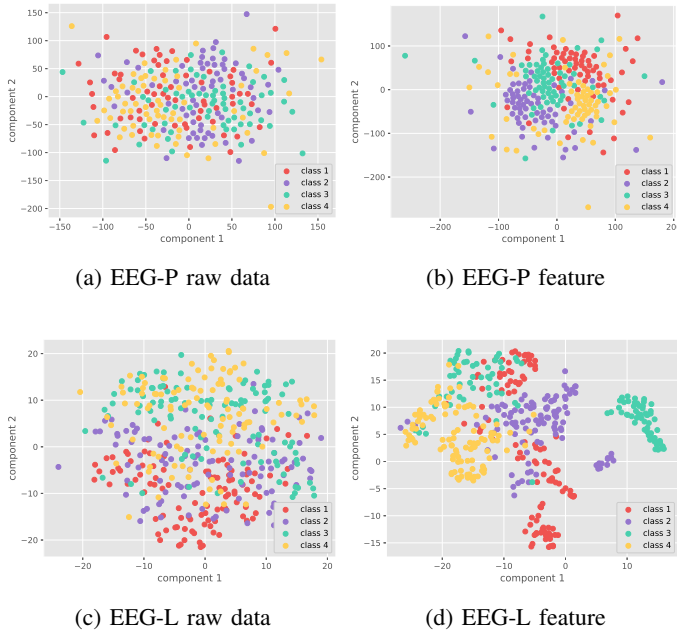 150
100
50
0
−50
−100
−150
−200
component 2
−150 −100 −50 0 50 100 150
component 1
class 1
class 2
class 3
class 4
(a) EEG-P raw data
100
0
−100
−200
component 2
−200 −100 0 100 200
component 1
class 1
class 2
class 3
class 4
(b) EEG-P feature
20
10
0
−10
−20
component 2
−20 −10 0 10 20
component 1
class 1
class 2
class 3
class 4
(c) EEG-L raw data
20
15
10
5
0
−5
−10
−15
component 2
−20 −10 0 10
component 1
class 1
class 2
class 3
class 4
(d) EEG-L feature